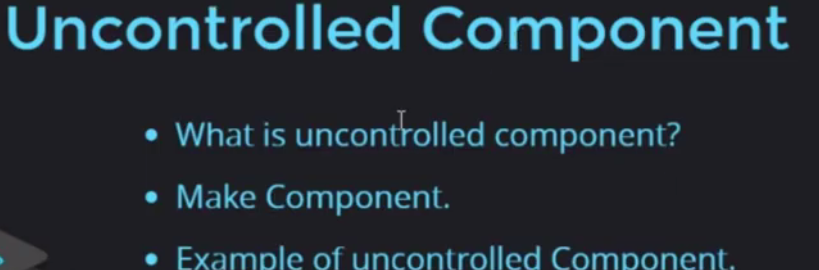 Uncontrolled Component
• What is uncontrolled component?
• Make Component.
• Example of uncontrolled Component.